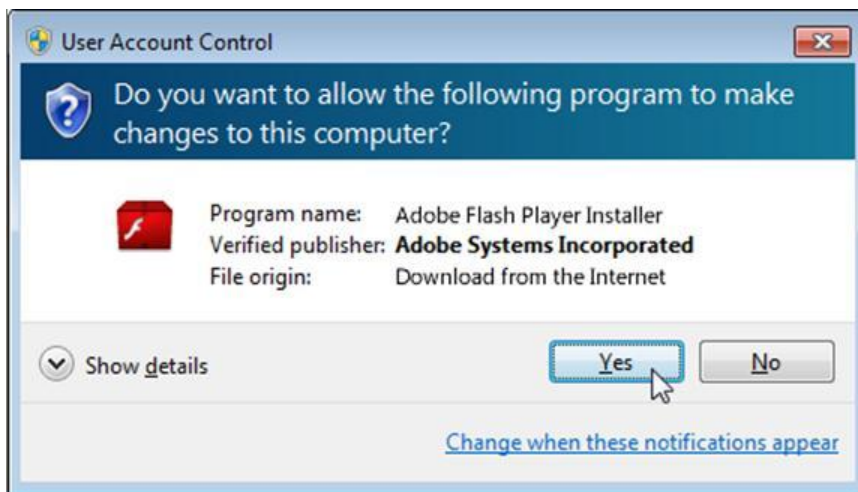 User Account Control
Do you want to allow the following program to make
changes to this computer?
Program name: Adobe Flash Player Installer
Verified publisher: Adobe Systems Incorporated
File origin: Download from the Internet
Show details
Yes
No
Change when these notifications appear